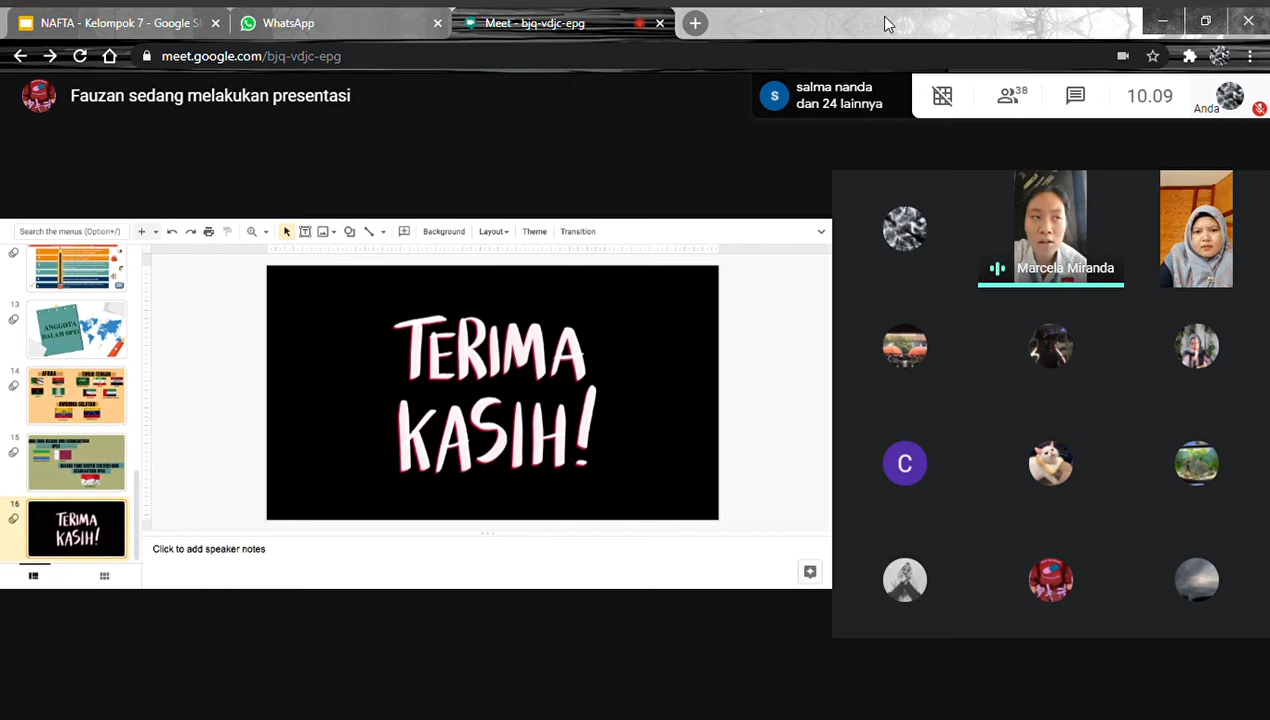 NAFTA - Kelompok 7 - Google Sl
WhatsApp
Meet - bjq-vdjc-epg
meet.google.com/bjq-vdjc-epg
Fauzan sedang melakukan presentasi
S
salma nanda
dan 24 lainnya
38
10.09
Anda
Search the menus (Option+/)
Background
Layout
Theme
Transition
13
ANGGOTA
DALAM OPEC
14
AFRIKA
TIMUR TENGAH
AMERIKA SELATAN
15
16
TERIMA
KASIH!
TERIMA
KASIH!
Click to add speaker notes
Marcela Miranda
C